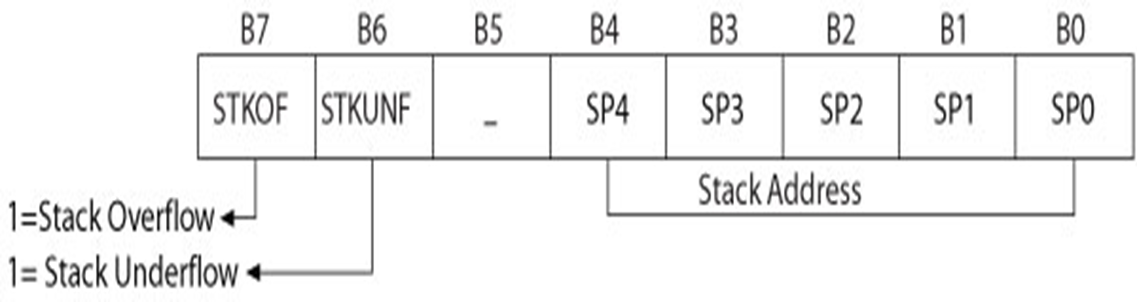 B7 B6 B5 B4 B3 B2 B1 B0
STKOF STKUNF – SP4 SP3 SP2 SP1 SP0
Stack Address
1=Stack Overflow
1= Stack Underflow